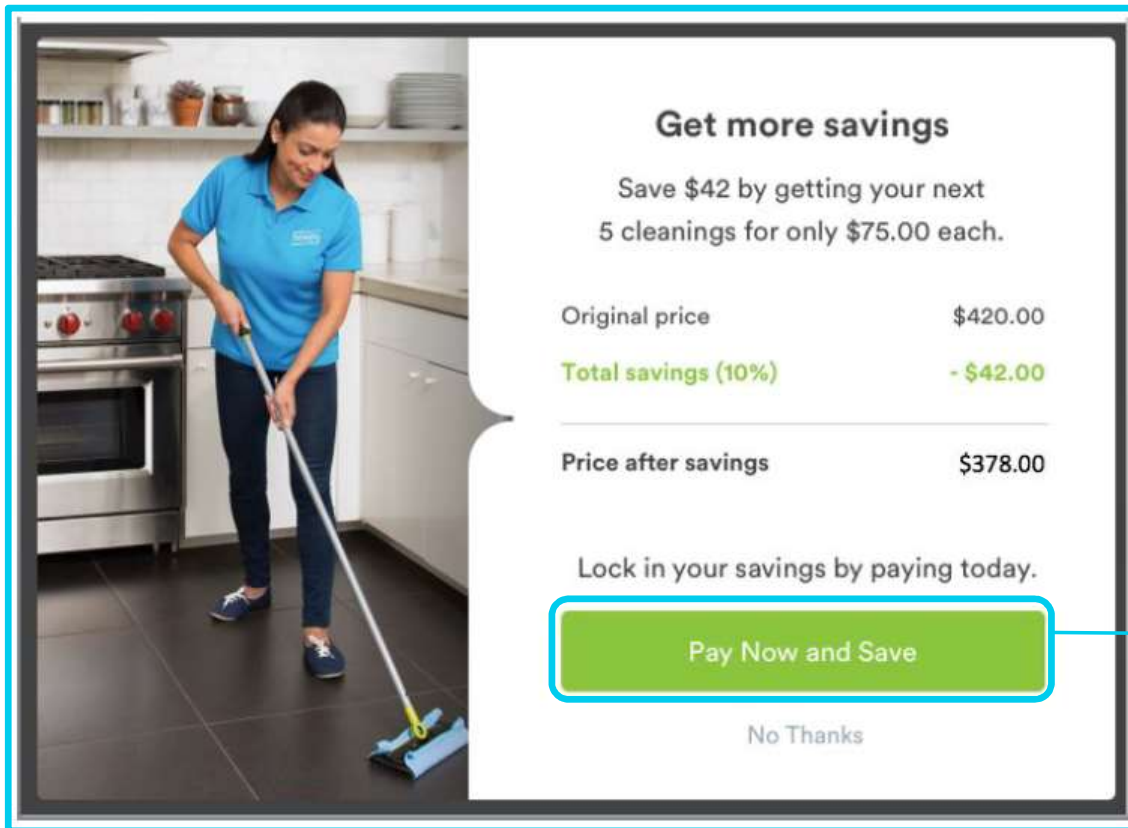 Get more savings
Save $42 by getting your next
5 cleanings for only $75.00 each.
Original price $420.00
Total savings (10%) - $42.00
Price after savings $378.00
Lock in your savings by paying today.
Pay Now and Save
No Thanks